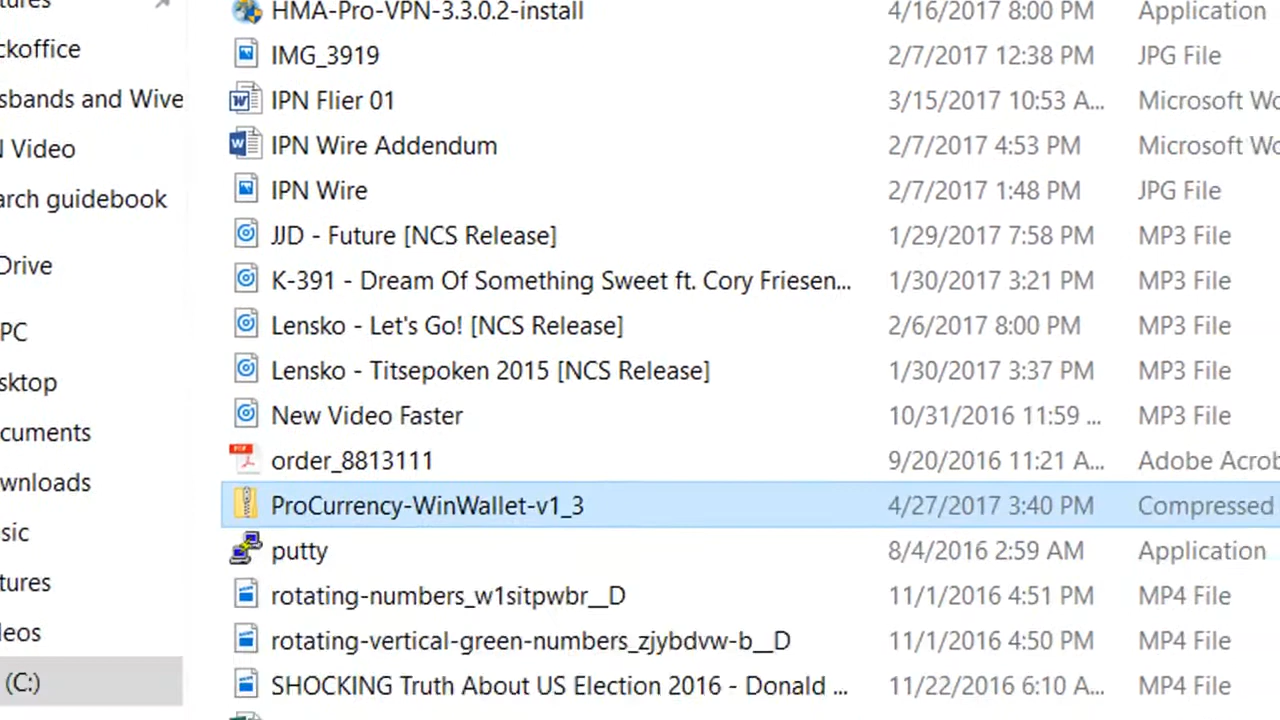 tures
ckoffice
sbands and Wive
Video
arch guidebook
Drive
PC
sktop
cuments
wnloads
sic
tures
leos
(C:)
HMA-Pro-VPN-3.3.0.2-install 4/16/2017 8:00 PM Application
IMG_3919 2/7/2017 12:38 PM JPG File
IPN Flier 01 3/15/2017 10:53 A... Microsoft Wo
IPN Wire Addendum 2/7/2017 4:53 PM Microsoft Wo
IPN Wire 2/7/2017 1:48 PM JPG File
JJD - Future [NCS Release] 1/29/2017 7:58 PM MP3 File
K-391 - Dream Of Something Sweet ft. Cory Friesen... 1/30/2017 3:21 PM MP3 File
Lensko - Let's Go! [NCS Release] 2/6/2017 8:00 PM MP3 File
Lensko - Titsepoken 2015 [NCS Release] 1/30/2017 3:37 PM MP3 File
New Video Faster 10/31/2016 11:59 ... MP3 File
order_8813111 9/20/2016 11:21 A... Adobe Acrob
ProCurrency-WinWallet-v1_3 4/27/2017 3:40 PM Compressed
putty 8/4/2016 2:59 AM Application
rotating-numbers_w1sitpwbr__D 11/1/2016 4:51 PM MP4 File
rotating-vertical-green-numbers_zjybdvw-b__D 11/1/2016 4:50 PM MP4 File
SHOCKING Truth About US Election 2016 - Donald ... 11/22/2016 6:10 A... MP4 File